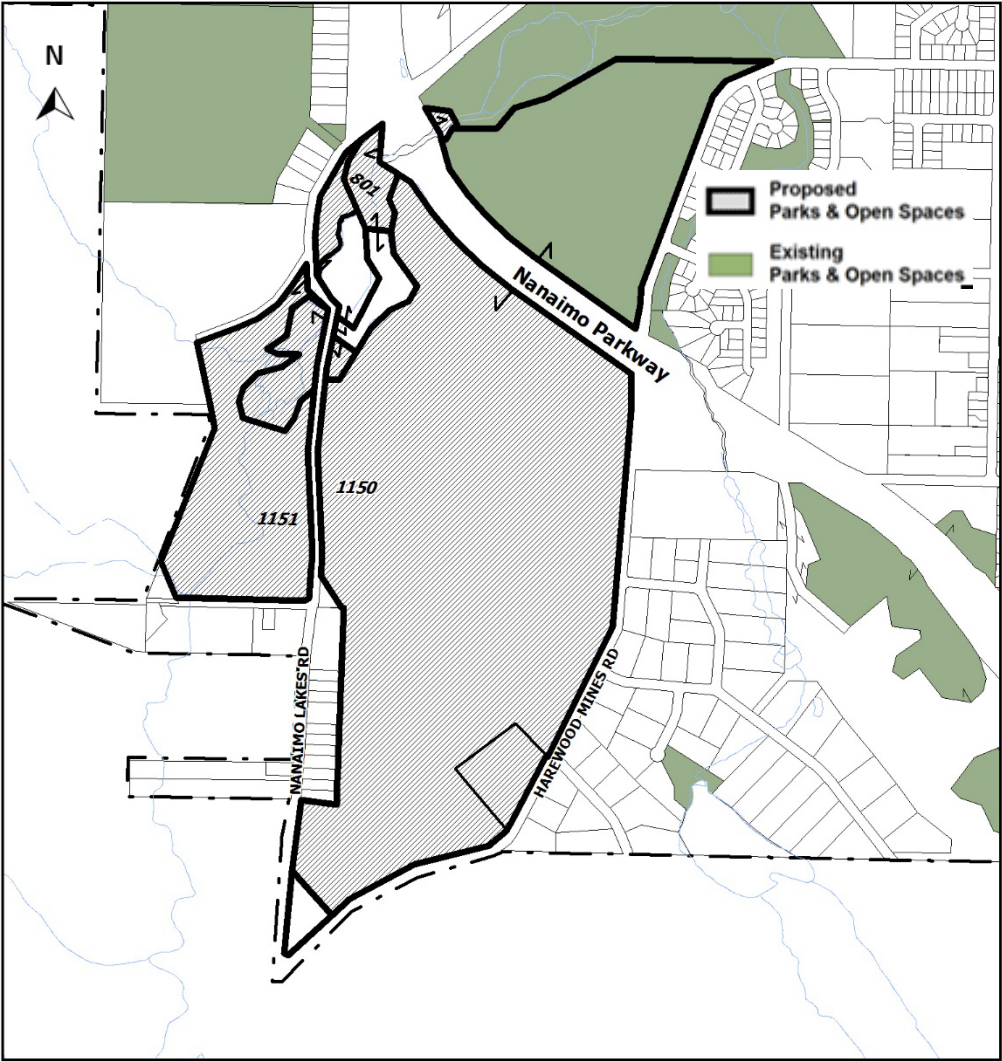 N
801
Proposed
Parks & Open Spaces
Existing
Parks & Open Spaces
Nanaimo Parkway
1150
1151
NANAIMO LAKES RD
HAREWOOD MINES RD